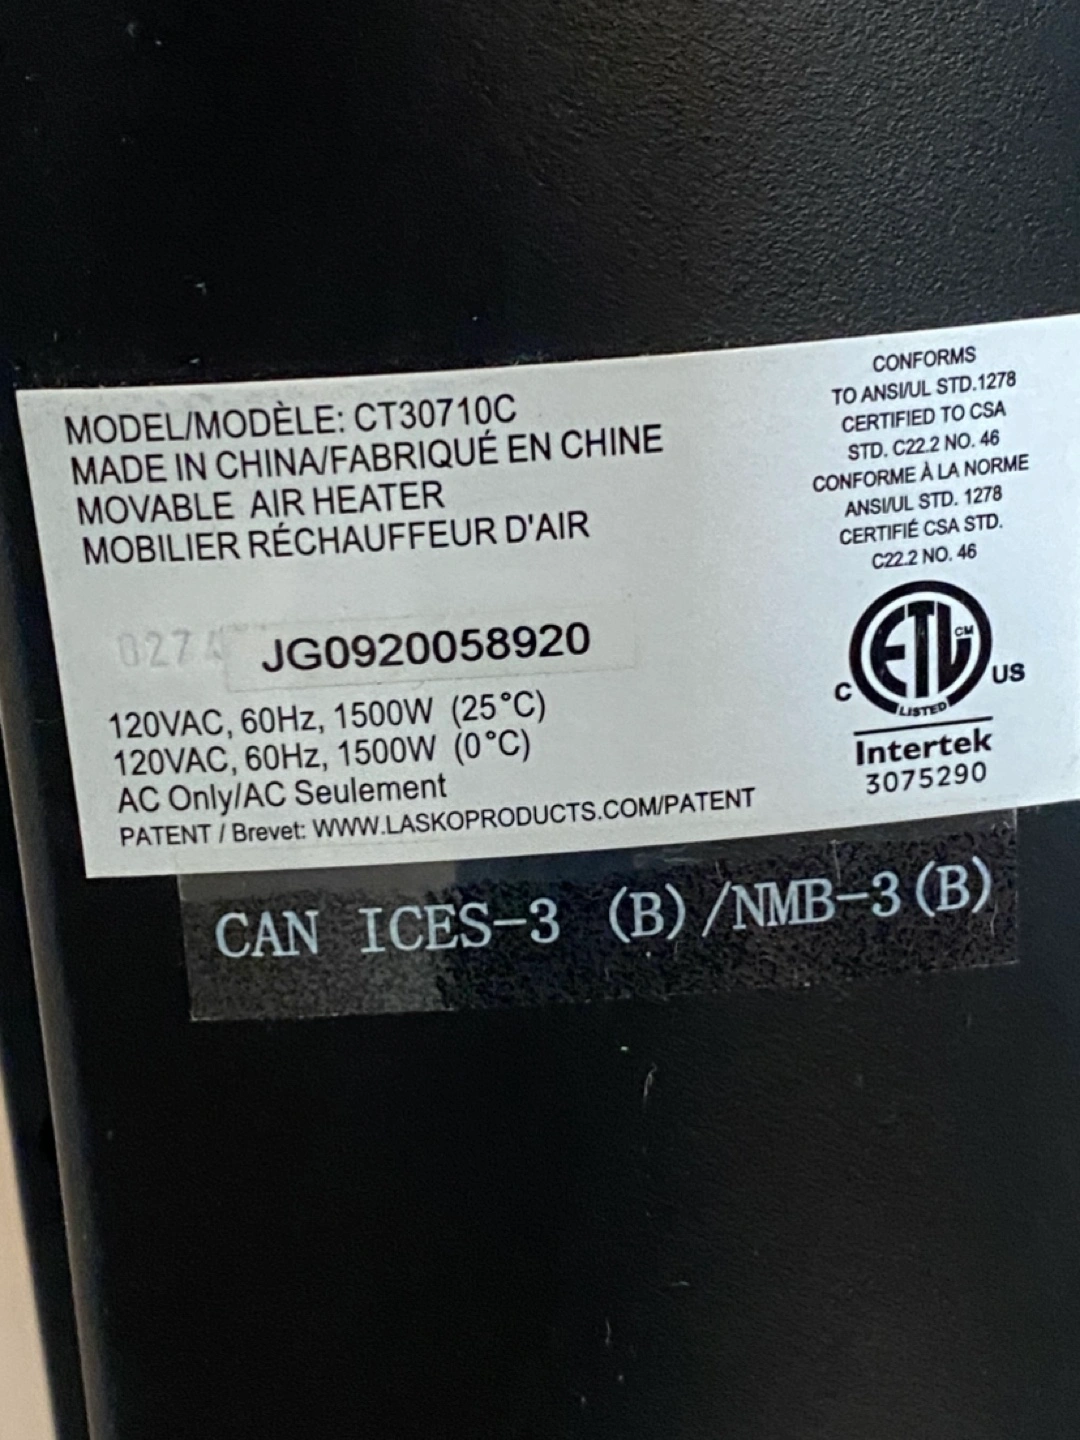 MODEL/MODÈLE: CT30710C
MADE IN CHINA/FABRIQUÉ EN CHINE
MOVABLE AIR HEATER
MOBILIER RÉCHAUFFEUR D'AIR
JG0920058920
120VAC, 60Hz, 1500W (25°C)
120VAC, 60Hz, 1500W (0°C)
AC Only/AC Seulement
PATENT / Brevet: WWW.LASKOPRODUCTS.COM/PATENT
CONFORMS
TO ANSI/UL STD.1278
CERTIFIED TO CSA
STD. C22.2 NO. 46
CONFORME À LA NORME
ANSI/UL STD. 1278
CERTIFIÉ CSA STD.
C22.2 NO. 46
ETL CM
C US
LISTED
Intertek
3075290
CAN ICES-3 (B)/NMB-3(B)